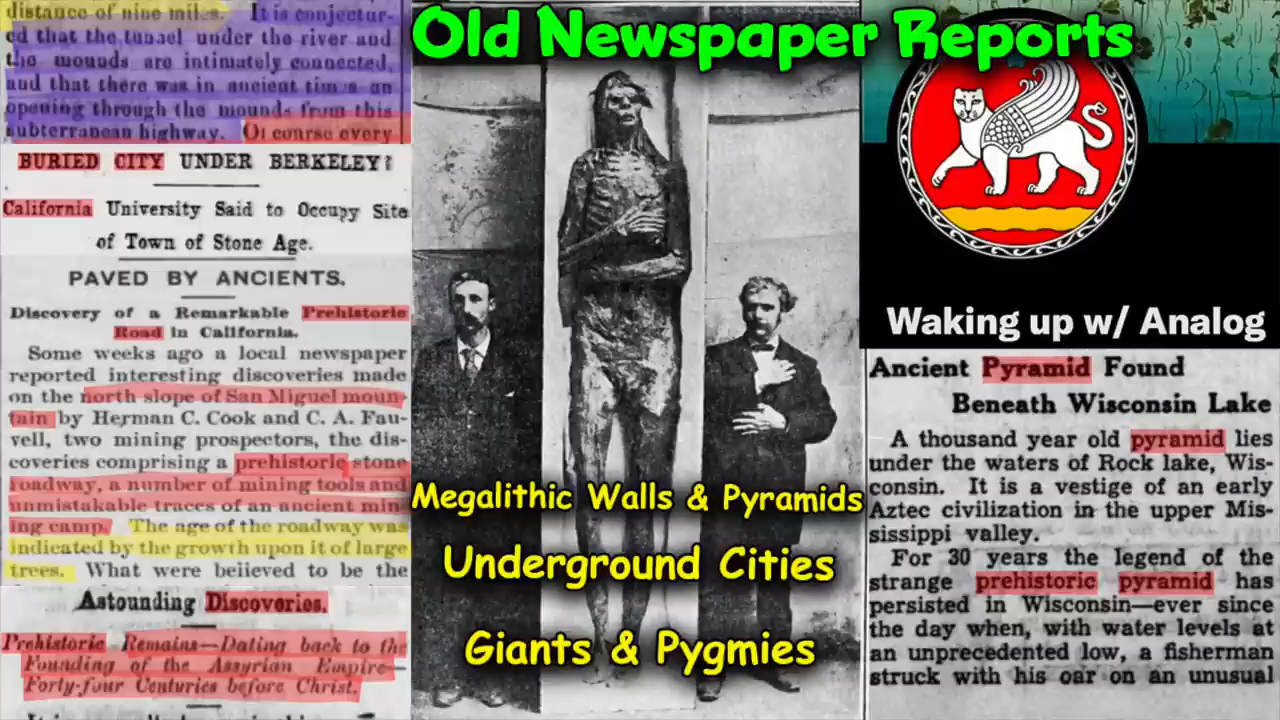 distance of nine miles. It is conjectur-
ed that the tunnel under the river and
the mounds are intimately connected,
and that there was in ancient times an
opening through the mounds from this
subterranean highway. Of course every
BURIED CITY UNDER BERKELEY?
California University Said to Occupy Site
of Town of Stone Age.
PAVED BY ANCIENTS.
Discovery of a Remarkable Prehistoric
Road in California.
Some weeks ago a local newspaper
reported interesting discoveries made
on the north slope of San Miguel moun-
tain by Herman C. Cook and C. A. Fau-
vell, two mining prospectors, the dis-
coveries comprising a prehistoric stone
roadway, a number of mining tools and
unmistakable traces of an ancient min-
ing camp. The age of the roadway was
indicated by the growth upon it of large
trees. What were believed to be the
Astounding Discoveries.
Prehistoric Remains—Dating back to the
Founding of the Assyrian Empire—
Forty-four Centuries before Christ.
Old Newspaper Reports
Megalithic Walls & Pyramids
Underground Cities
Giants & Pygmies
Waking up w/ Analog
Ancient Pyramid Found
Beneath Wisconsin Lake
A thousand year old pyramid lies
under the waters of Rock lake, Wis-
consin. It is a vestige of an early
Aztec civilization in the upper Mis-
sissippi valley.
For 30 years the legend of the
strange prehistoric pyramid has
persisted in Wisconsin—ever since
the day when, with water levels at
an unprecedented low, a fisherman
struck with his oar on an unusual